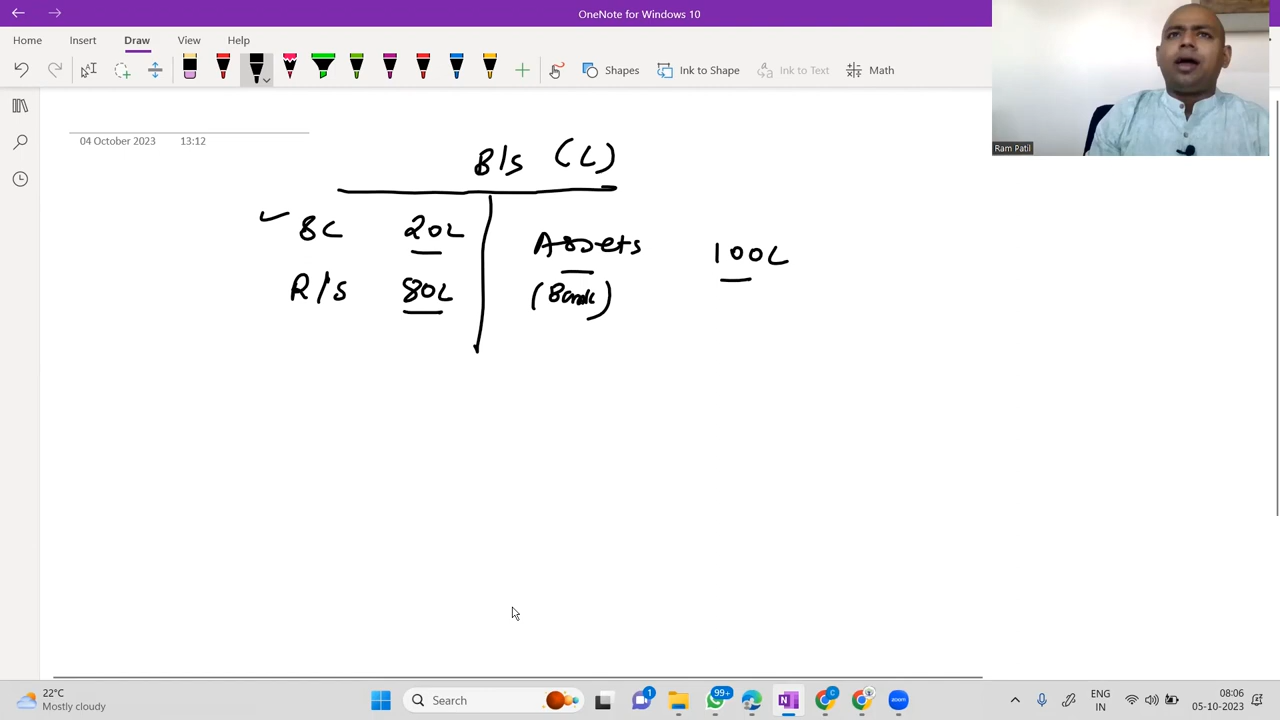 OneNote for Windows 10
Home Insert Draw View Help
Shapes Ink to Shape Ink to Text Math
Ram Patil
04 October 2023 13:12
B/s (L)
SC 20L Assets 100L
R/s 80L (Bank)
22°C
Mostly cloudy
Search
1
99+
zoom
ENG
IN
08:06
05-10-2023